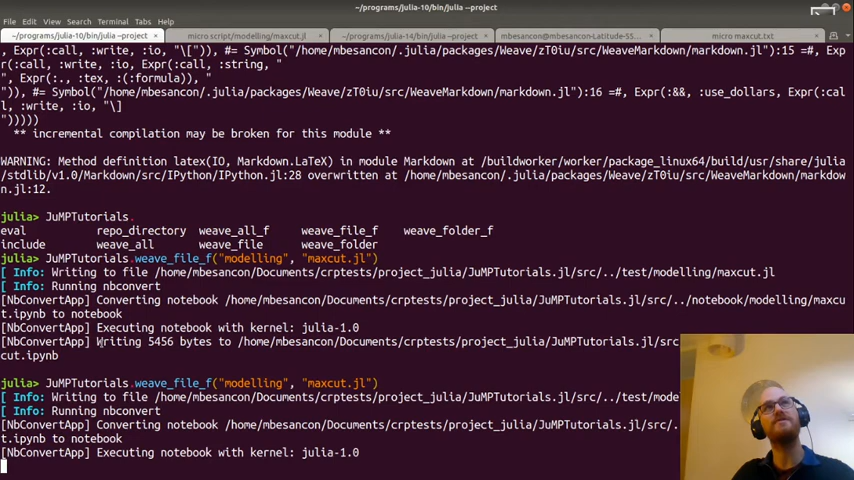 ~/programs/julia-10/bin/julia --project
File Edit View Search Terminal Tabs Help
~/programs/julia-10/bin/julia --project × micro script/modelling/maxcut.jl × ~/programs/julia-14/bin/julia --project × mbesancon@mbesancon-Latitude-55... × micro maxcut.txt ×
, Expr(:call, :write, :io, "\[")), #= Symbol("/home/mbesancon/.julia/packages/Weave/zT0iu/src/WeaveMarkdown/markdown.jl"):15 =#, Exp
r(:call, :write, :io, Expr(:call, :string, "
", Expr(:., :tex, :(:formula)), "
")), #= Symbol("/home/mbesancon/.julia/packages/Weave/zT0iu/src/WeaveMarkdown/markdown.jl"):16 =#, Expr(:&&, :use_dollars, Expr(:cal
l, :write, :io, "\]
")))))
** incremental compilation may be broken for this module **
WARNING: Method definition latex(IO, Markdown.LaTeX) in module Markdown at /buildworker/worker/package_linux64/build/usr/share/julia
/stdlib/v1.0/Markdown/src/IPython/IPython.jl:28 overwritten at /home/mbesancon/.julia/packages/Weave/zT0iu/src/WeaveMarkdown/markdow
n.jl:12.
julia> JuMPTutorials.
eval repo_directory weave_all_f weave_file_f weave_folder_f
include weave_all weave_file weave_folder
julia> JuMPTutorials.weave_file_f("modelling", "maxcut.jl")
[ Info: Writing to file /home/mbesancon/Documents/crptests/project_julia/JuMPTutorials.jl/src/../test/modelling/maxcut.jl
[ Info: Running nbconvert
[NbConvertApp] Converting notebook /home/mbesancon/Documents/crptests/project_julia/JuMPTutorials.jl/src/../notebook/modelling/maxcu
t.ipynb to notebook
[NbConvertApp] Executing notebook with kernel: julia-1.0
[NbConvertApp] Writing 5456 bytes to /home/mbesancon/Documents/crptests/project_julia/JuMPTutorials.jl/src
cut.ipynb
julia> JuMPTutorials.weave_file_f("modelling", "maxcut.jl")
[ Info: Writing to file /home/mbesancon/Documents/crptests/project_julia/JuMPTutorials.jl/src/../test/mode
[ Info: Running nbconvert
[NbConvertApp] Converting notebook /home/mbesancon/Documents/crptests/project_julia/JuMPTutorials.jl/src/.
t.ipynb to notebook
[NbConvertApp] Executing notebook with kernel: julia-1.0